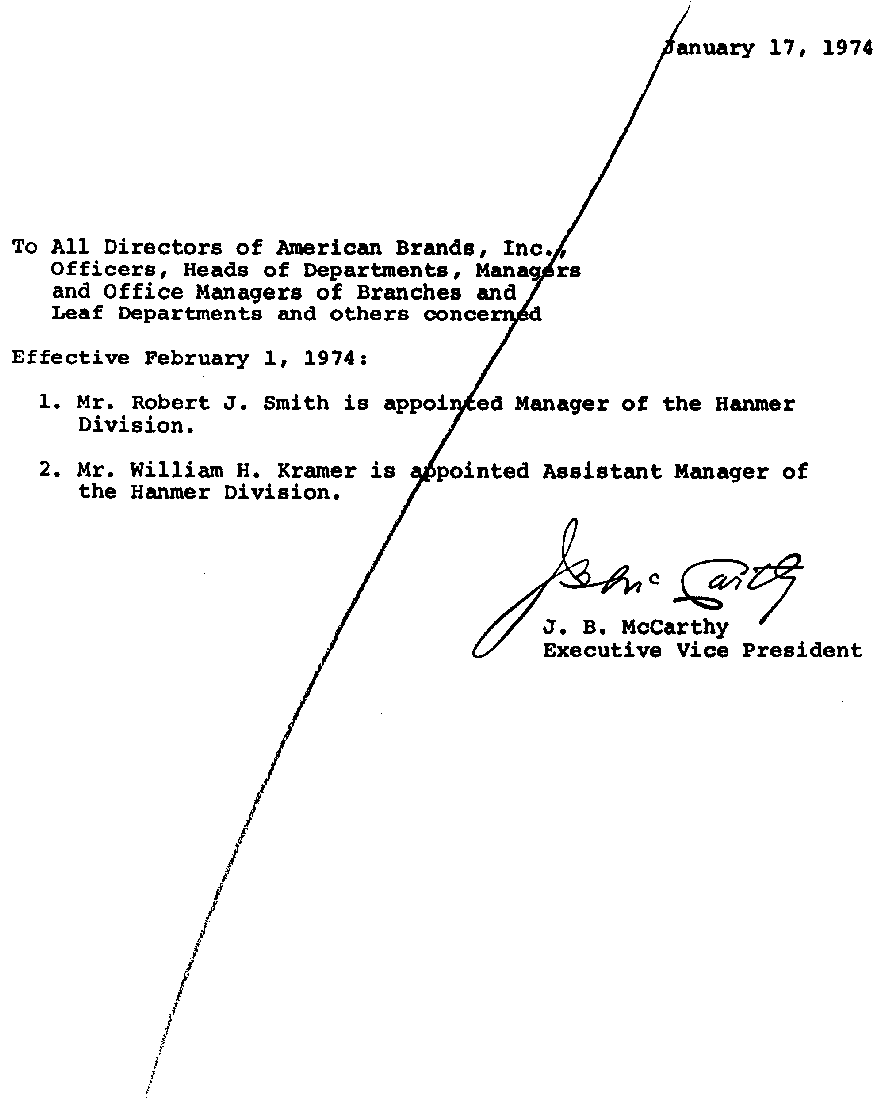 January 17, 1974
To All Directors of American Brands, Inc.,
Officers, Heads of Departments, Managers
and Office Managers of Branches and
Leaf Departments and others concerned
Effective February 1, 1974:
1. Mr. Robert J. Smith is appointed Manager of the Hanmer
Division.
2. Mr. William H. Kramer is appointed Assistant Manager of
the Hanmer Division.
J B McCarthy
J. B. McCarthy
Executive Vice President